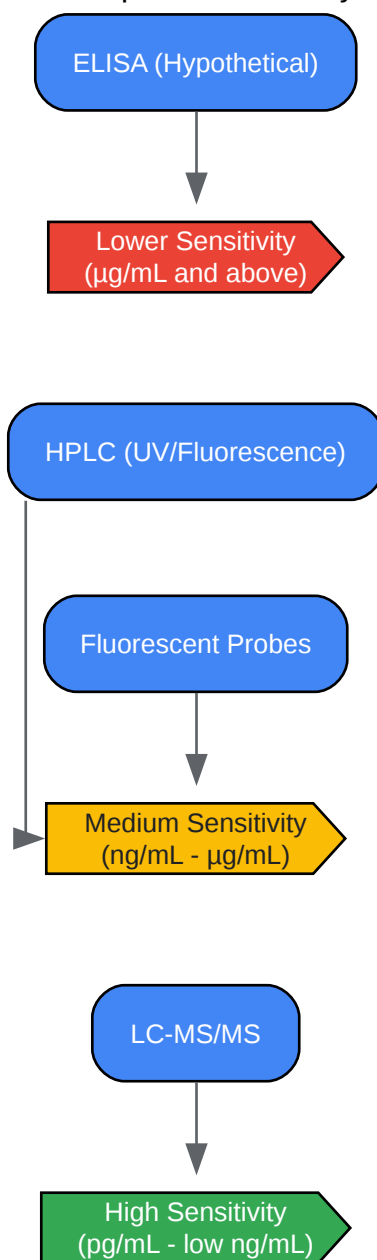 ELISA (Hypothetical)
Lower Sensitivity
(µg/mL and above)
HPLC (UV/Fluorescence)
Fluorescent Probes
Medium Sensitivity
(ng/mL - µg/mL)
LC-MS/MS
High Sensitivity
(pg/mL - low ng/mL)